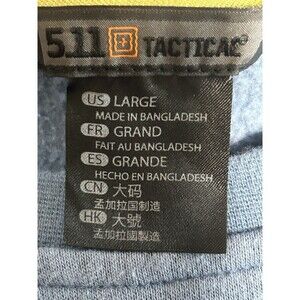 5.11 TACTICAL®
US LARGE
MADE IN BANGLADESH
FR GRAND
FAIT AU BANGLADESH
ES GRANDE
HECHO EN BANGLADESH
CN 大码
孟加拉国制造
HK 大號
孟加拉國製造